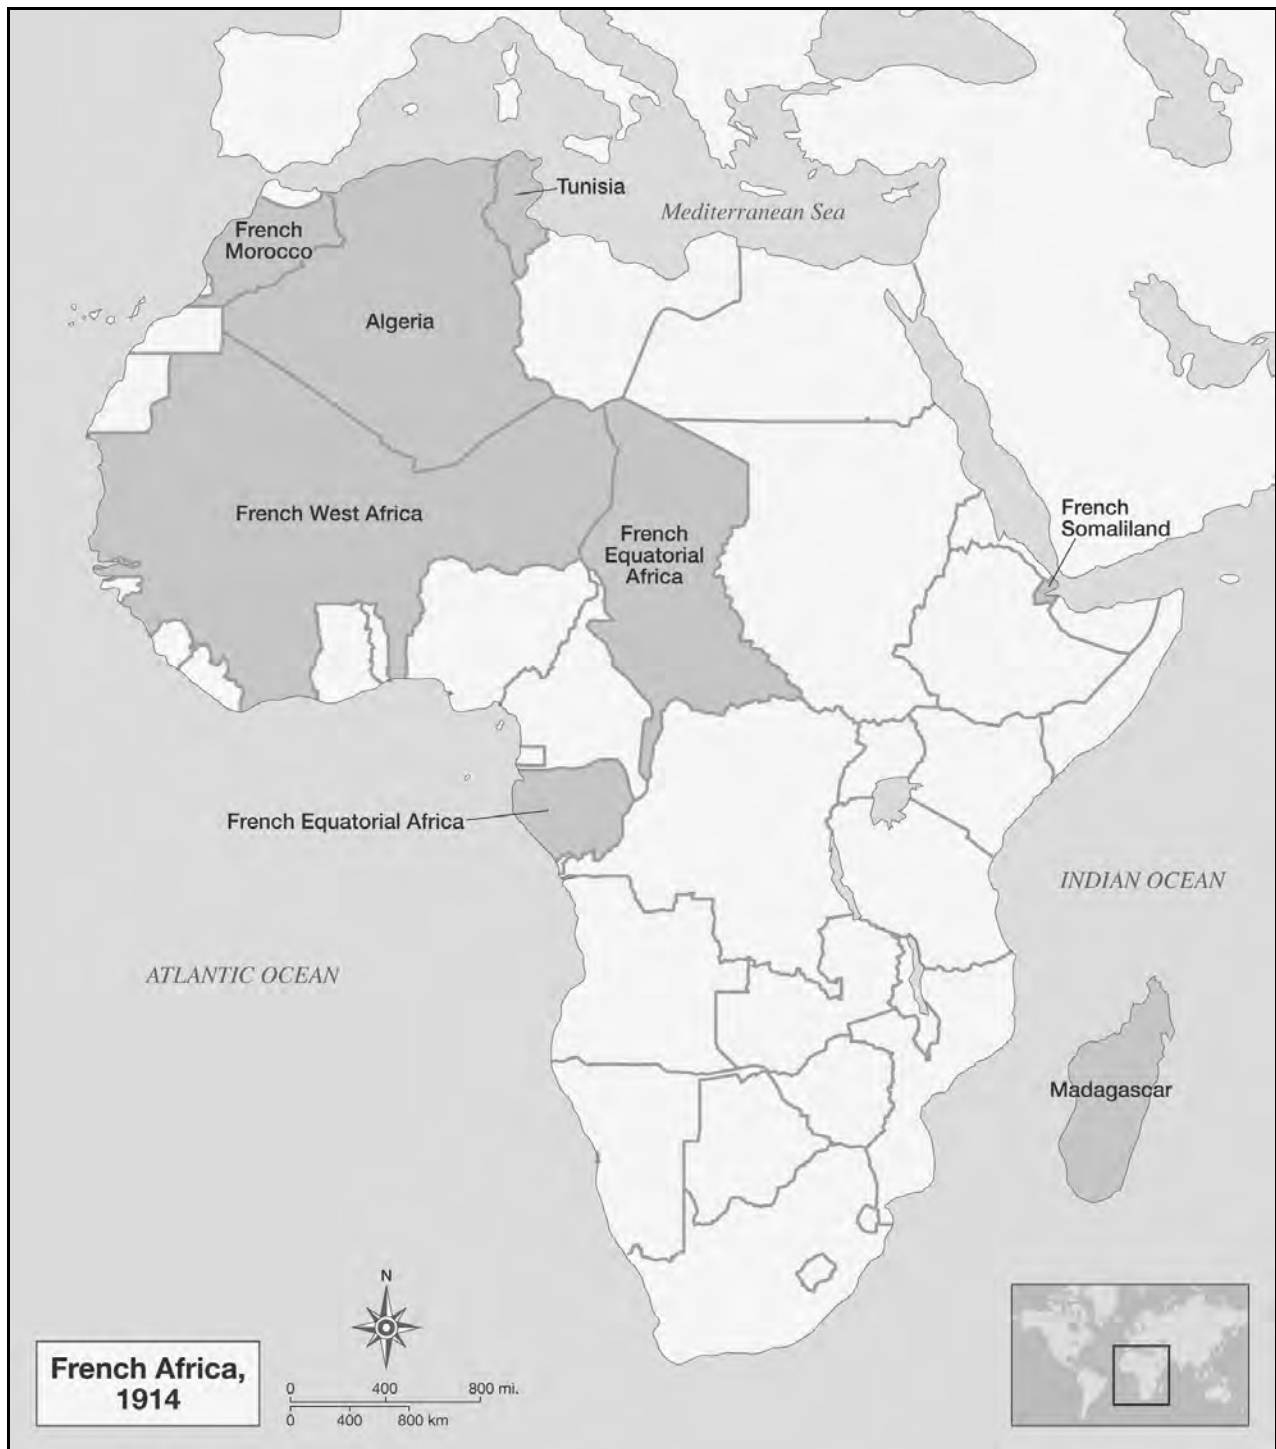 Tunisia
Mediterranean Sea
French
Morocco
Algeria
French West Africa
French
Equatorial
Africa
French
Somaliland
French Equatorial Africa
INDIAN OCEAN
ATLANTIC OCEAN
Madagascar
N
French Africa,
1914
0 400 800 mi.
0 400 800 km